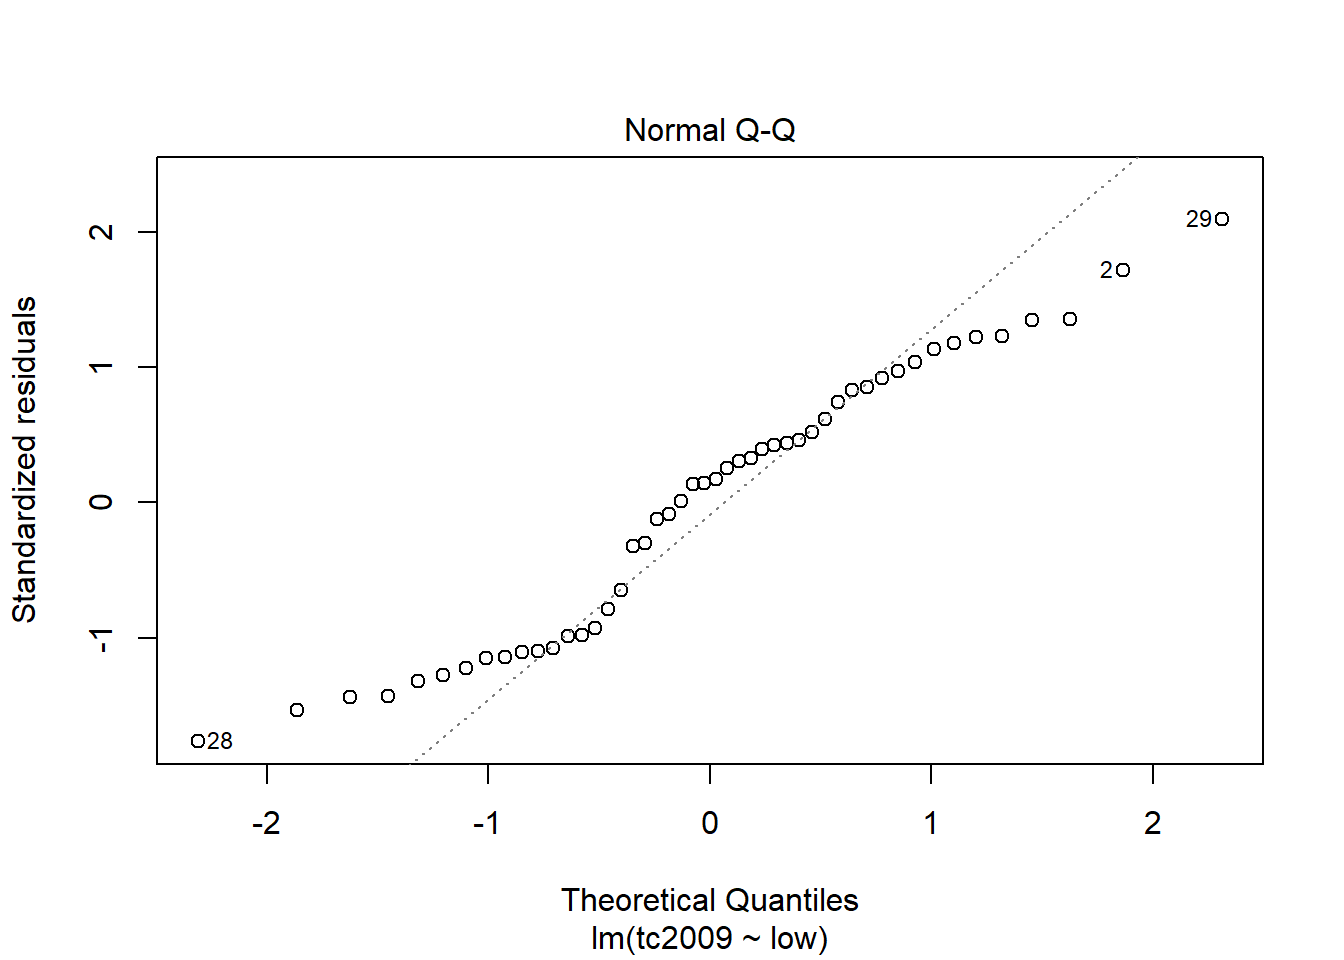 Normal Q-Q
Standardized residuals
2
1
0
-1
29
2
28
-2 -1 0 1 2
Theoretical Quantiles
lm(tc2009 ~ low)